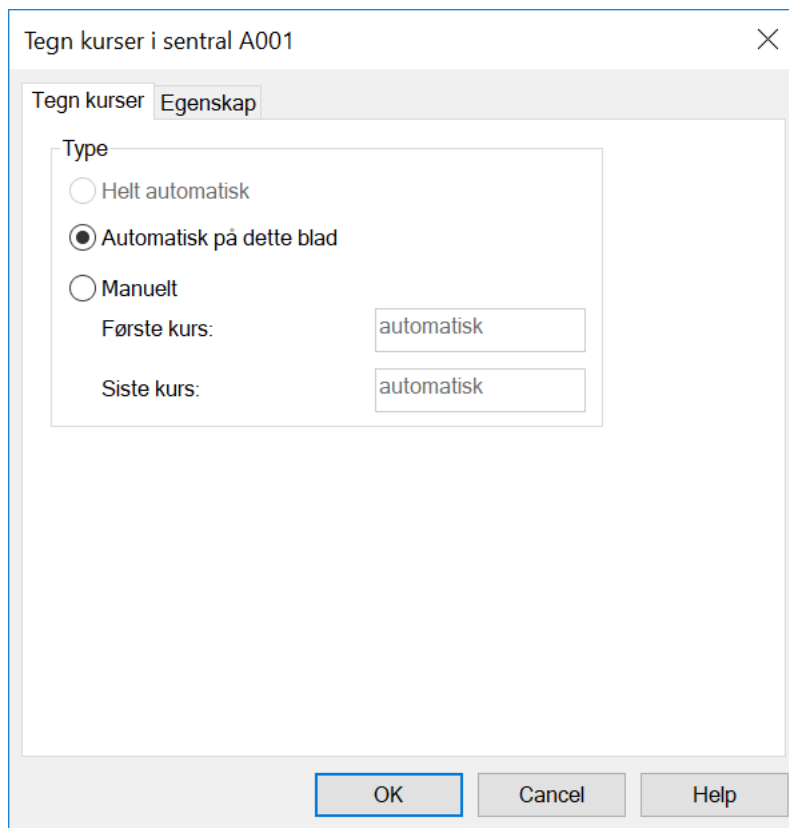 Tegn kurser i sentral A001
Tegn kurser Egenskap
Type
Helt automatisk
Automatisk på dette blad
Manuelt
Første kurs: automatisk
Siste kurs: automatisk
OK Cancel Help